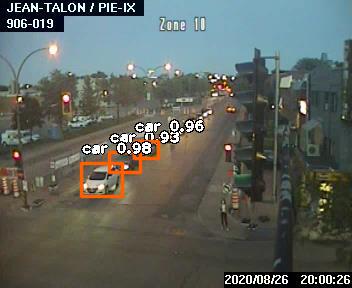 JEAN-TALON / PIE-IX
906-019
Zone 10
car 0.96
car 0.93
car 0.98
2020/08/26 20:00:26